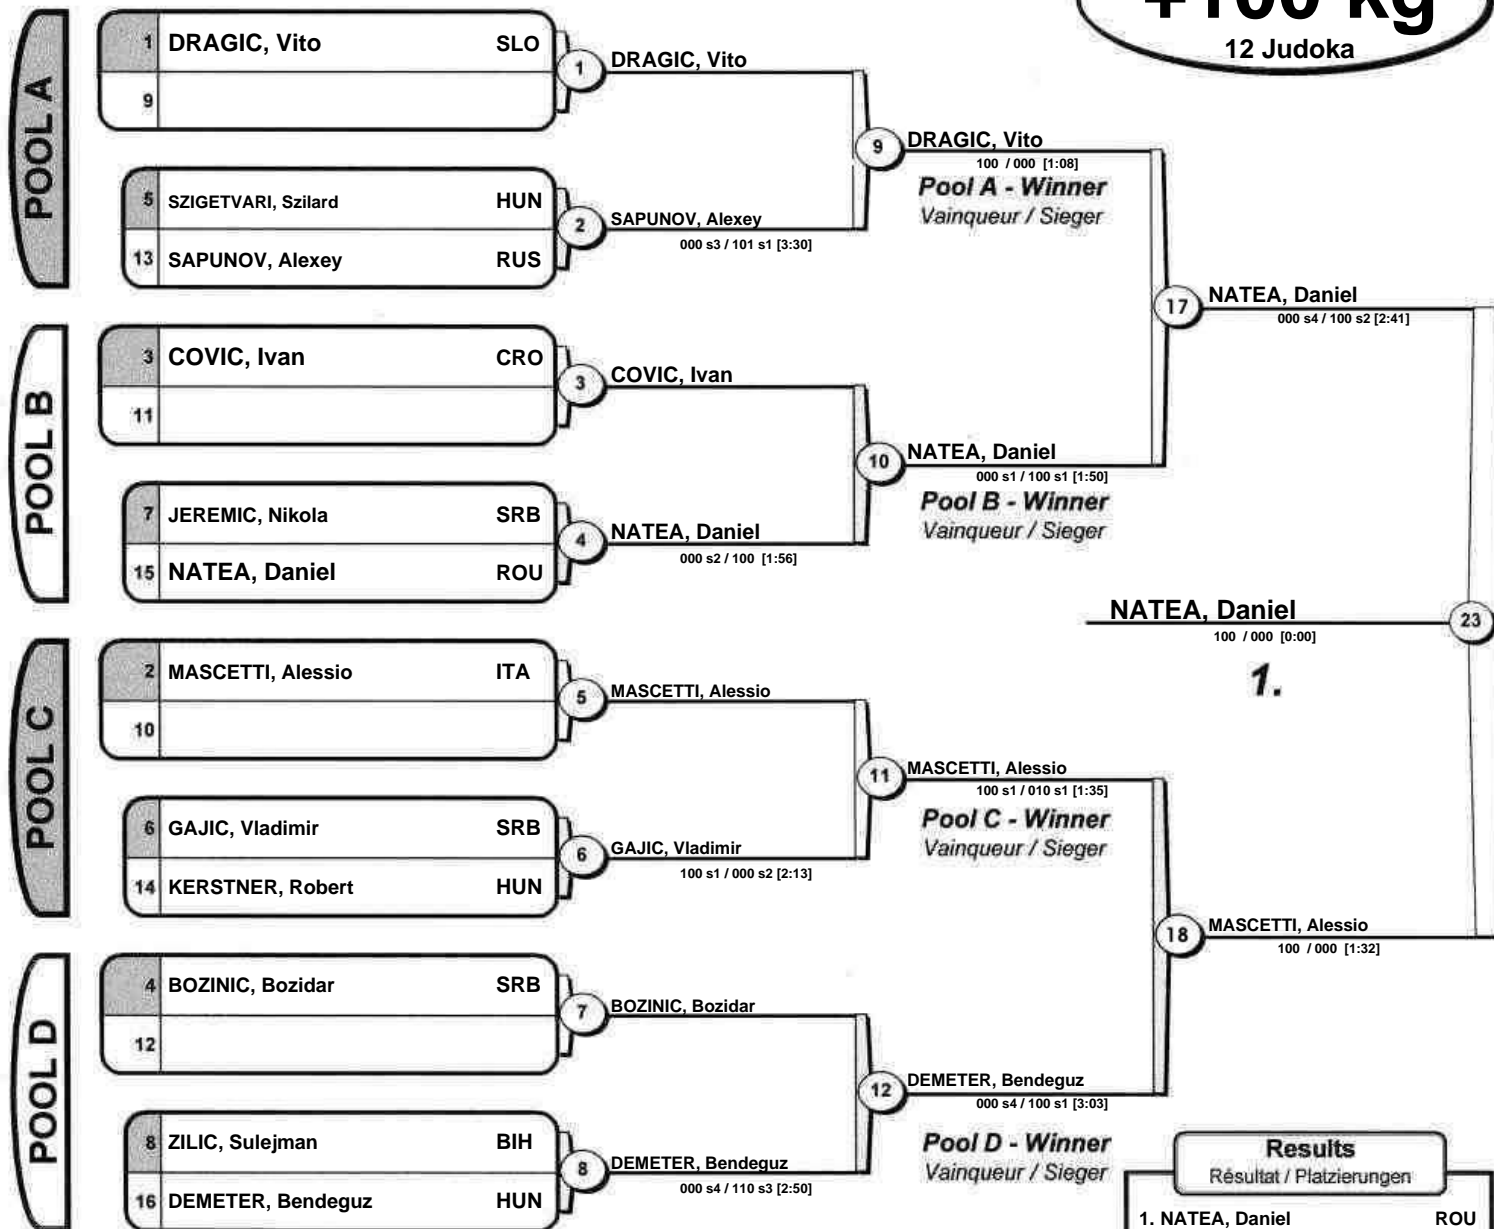 +100 kg
12 Judoka
POOL A
1 DRAGIC, Vito SLO
9
5 SZIGETVARI, Szilard HUN
13 SAPUNOV, Alexey RUS
1 DRAGIC, Vito
2 SAPUNOV, Alexey
000 s3 / 101 s1 [3:30]
9 DRAGIC, Vito
100 / 000 [1:08]
Pool A - Winner
Vainqueur / Sieger
POOL B
3 COVIC, Ivan CRO
11
7 JEREMIC, Nikola SRB
15 NATEA, Daniel ROU
3 COVIC, Ivan
4 NATEA, Daniel
000 s2 / 100 [1:56]
10 NATEA, Daniel
000 s1 / 100 s1 [1:50]
Pool B - Winner
Vainqueur / Sieger
17 NATEA, Daniel
000 s4 / 100 s2 [2:41]
NATEA, Daniel 23
100 / 000 [0:00]
1.
POOL C
2 MASCETTI, Alessio ITA
10
6 GAJIC, Vladimir SRB
14 KERSTNER, Robert HUN
5 MASCETTI, Alessio
6 GAJIC, Vladimir
100 s1 / 000 s2 [2:13]
11 MASCETTI, Alessio
100 s1 / 010 s1 [1:35]
Pool C - Winner
Vainqueur / Sieger
POOL D
4 BOZINIC, Bozidar SRB
12
8 ZILIC, Sulejman BIH
16 DEMETER, Bendeguz HUN
7 BOZINIC, Bozidar
8 DEMETER, Bendeguz
000 s4 / 110 s3 [2:50]
12 DEMETER, Bendeguz
000 s4 / 100 s1 [3:03]
Pool D - Winner
Vainqueur / Sieger
18 MASCETTI, Alessio
100 / 000 [1:32]
Results
Résultat / Platzierungen
1. NATEA, Daniel ROU